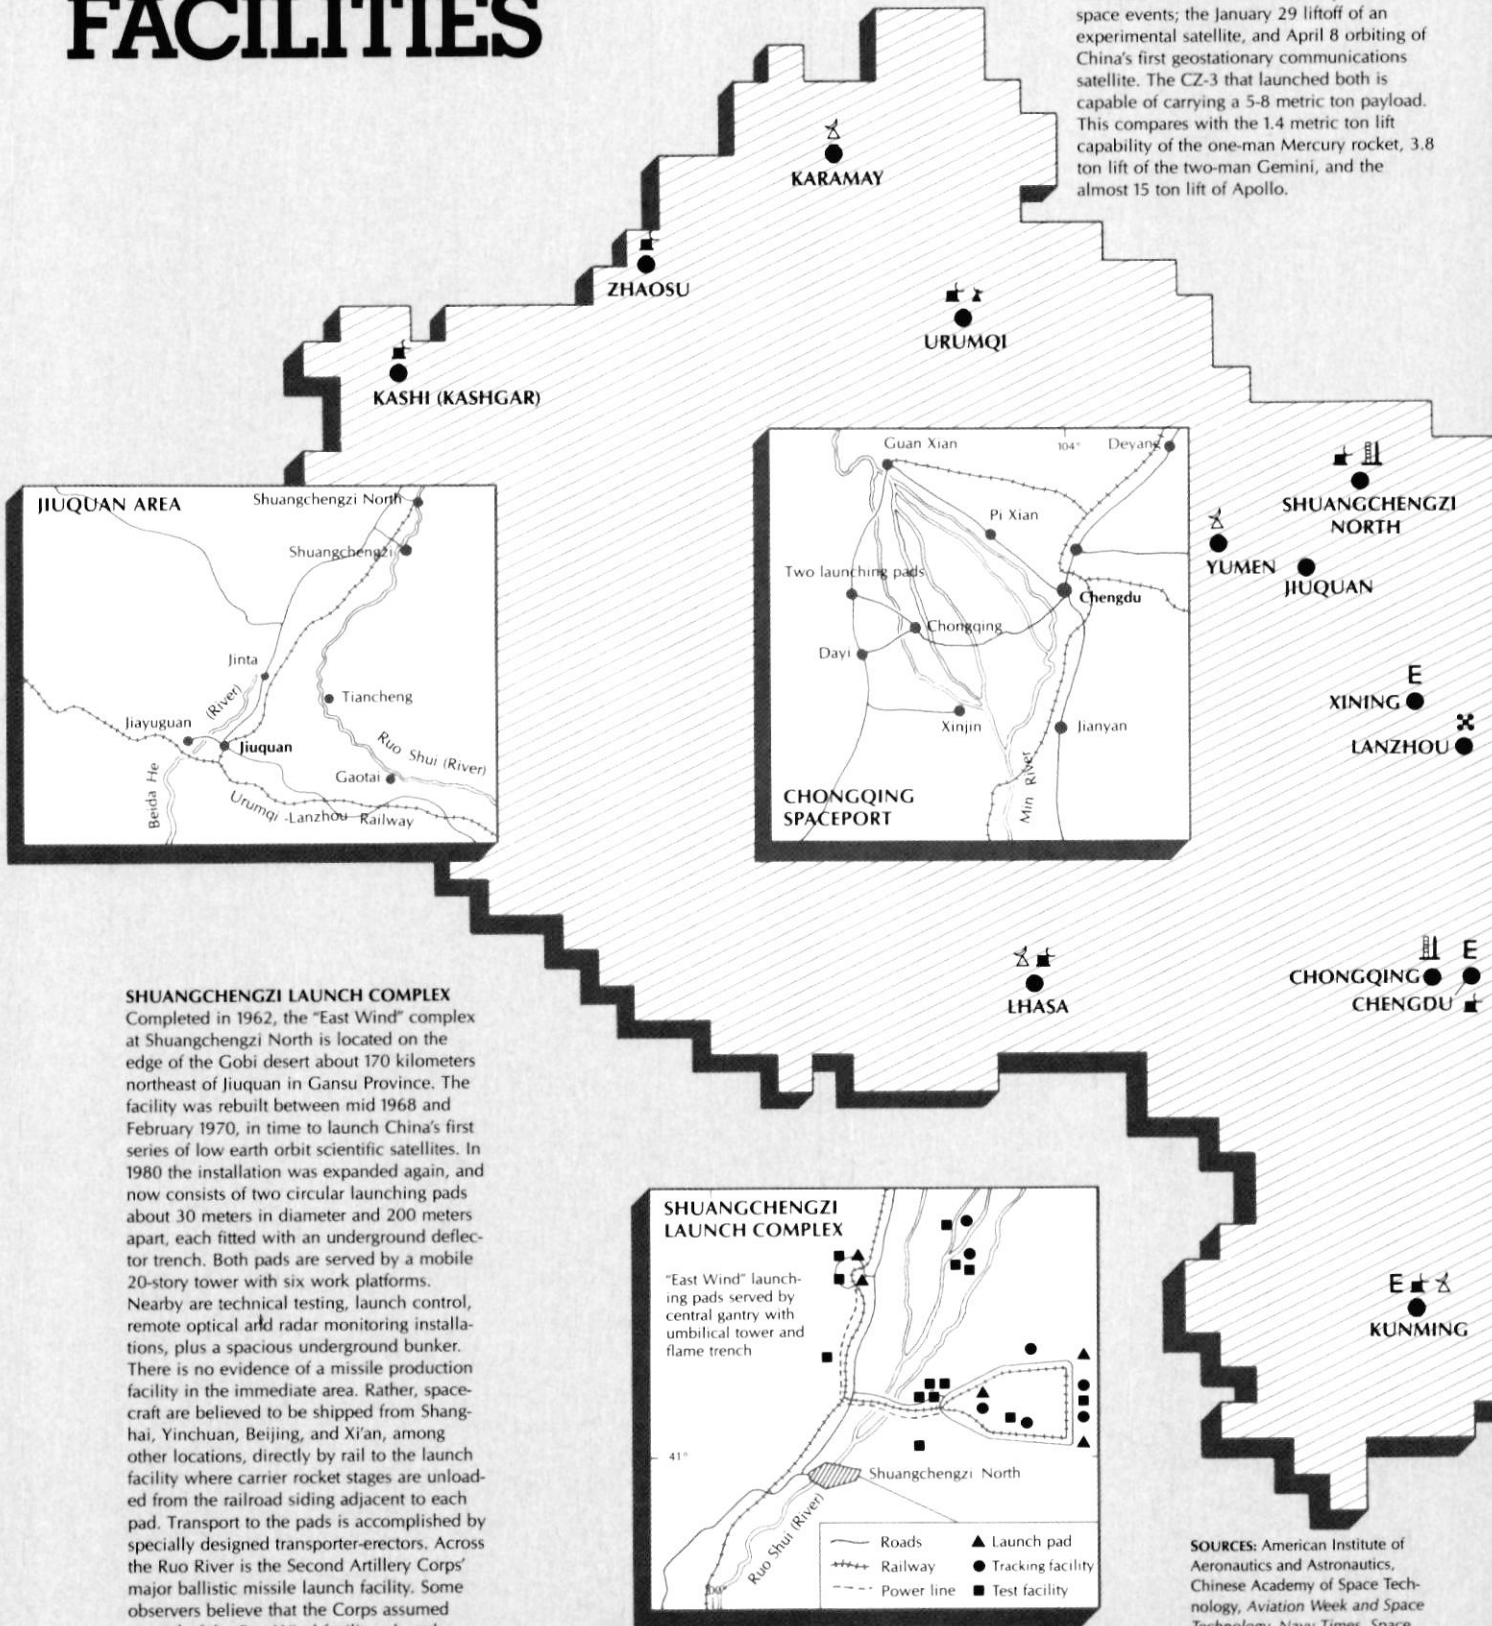 FACILITIES
space events; the January 29 liftoff of an
experimental satellite, and April 8 orbiting of
China's first geostationary communications
satellite. The CZ-3 that launched both is
capable of carrying a 5-8 metric ton payload.
This compares with the 1.4 metric ton lift
capability of the one-man Mercury rocket, 3.8
ton lift of the two-man Gemini, and the
almost 15 ton lift of Apollo.
KARAMAY
ZHAOSU
URUMQI
KASHI (KASHGAR)
SHUANGCHENGZI
NORTH
YUMEN
JIUQUAN
E
XINING
LANZHOU
JIUQUAN AREA
Shuangchengzi North
Shuangchengzi
Jinta
(River)
Tiancheng
Jiayuguan
Jiuquan
Ruo Shui (River)
Gaotai
Beida He
Urumqi-Lanzhou Railway
Guan Xian
104°
Deyang
Pi Xian
Two launching pads
Chengdu
Chongqing
Dayi
Xinjin
Jianyan
Min River
CHONGQING
SPACEPORT
LHASA
E
CHONGQING
CHENGDU
E
KUNMING
SHUANGCHENGZI LAUNCH COMPLEX
Completed in 1962, the "East Wind" complex
at Shuangchengzi North is located on the
edge of the Gobi desert about 170 kilometers
northeast of Jiuquan in Gansu Province. The
facility was rebuilt between mid 1968 and
February 1970, in time to launch China's first
series of low earth orbit scientific satellites. In
1980 the installation was expanded again, and
now consists of two circular launching pads
about 30 meters in diameter and 200 meters
apart, each fitted with an underground deflec-
tor trench. Both pads are served by a mobile
20-story tower with six work platforms.
Nearby are technical testing, launch control,
remote optical and radar monitoring installa-
tions, plus a spacious underground bunker.
There is no evidence of a missile production
facility in the immediate area. Rather, space-
craft are believed to be shipped from Shang-
hai, Yinchuan, Beijing, and Xi'an, among
other locations, directly by rail to the launch
facility where carrier rocket stages are unload-
ed from the railroad siding adjacent to each
pad. Transport to the pads is accomplished by
specially designed transporter-erectors. Across
the Ruo River is the Second Artillery Corps'
major ballistic missile launch facility. Some
observers believe that the Corps assumed
SHUANGCHENGZI
LAUNCH COMPLEX
"East Wind" launch-
ing pads served by
central gantry with
umbilical tower and
flame trench
41°
Shuangchengzi North
Ruo Shui (River)
100°
Roads
Railway
Power line
Launch pad
Tracking facility
Test facility
SOURCES: American Institute of
Aeronautics and Astronautics,
Chinese Academy of Space Tech-
nology, Aviation Week and Space
Technology, Navy Times, Space